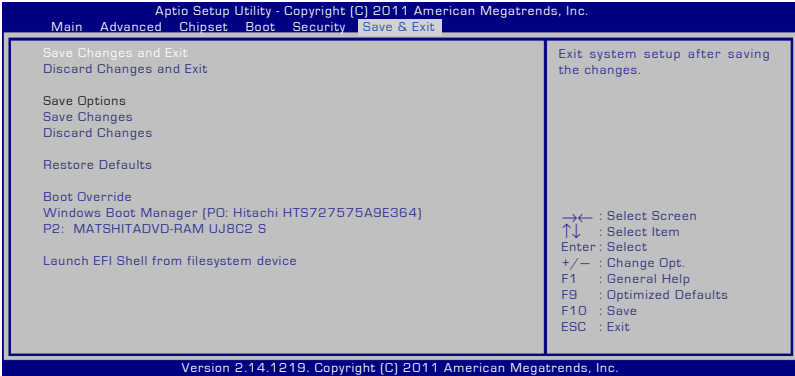 Aptio Setup Utility - Copyright (C) 2011 American Megatrends, Inc.
Main Advanced Chipset Boot Security Save & Exit
Save Changes and Exit
Discard Changes and Exit
Save Options
Save Changes
Discard Changes
Restore Defaults
Boot Override
Windows Boot Manager (P0: Hitachi HTS727575A9E364)
P2: MATSHITADVD-RAM UJ8C2 S
Launch EFI Shell from filesystem device
Exit system setup after saving
the changes.
→← : Select Screen
↑↓ : Select Item
Enter : Select
+/— : Change Opt.
F1 : General Help
F9 : Optimized Defaults
F10 : Save
ESC : Exit
Version 2.14.1219. Copyright (C) 2011 American Megatrends, Inc.